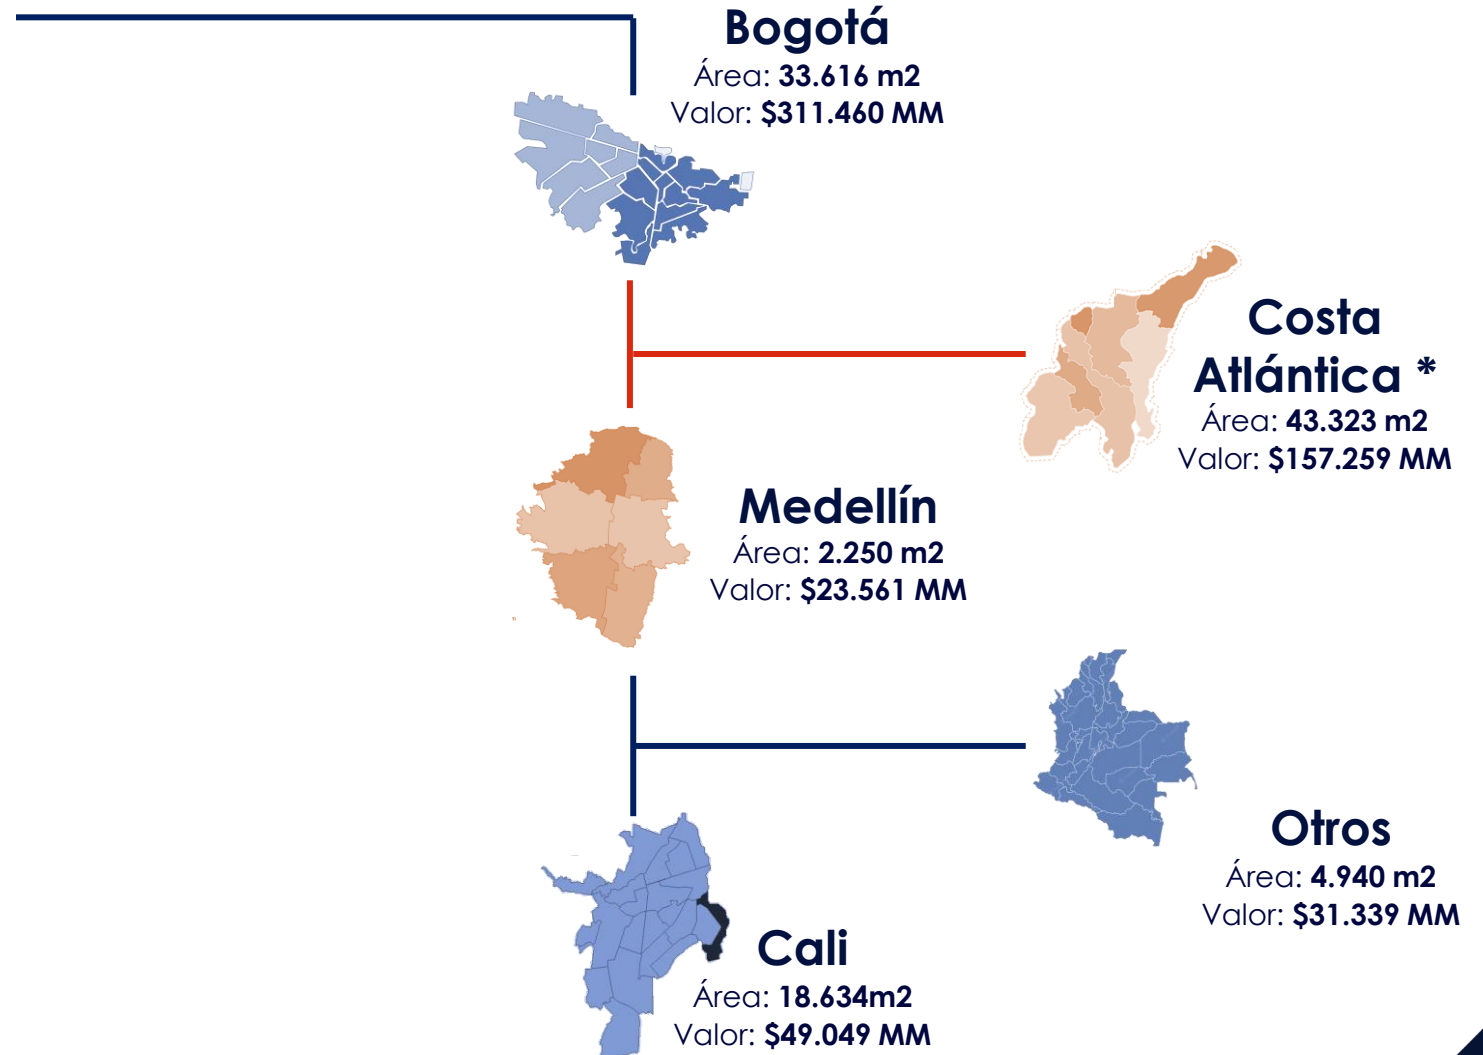 Bogotá
Área: 33.616 m2
Valor: $311.460 MM
Costa
Atlántica *
Área: 43.323 m2
Valor: $157.259 MM
Medellín
Área: 2.250 m2
Valor: $23.561 MM
Otros
Área: 4.940 m2
Valor: $31.339 MM
Cali
Área: 18.634m2
Valor: $49.049 MM